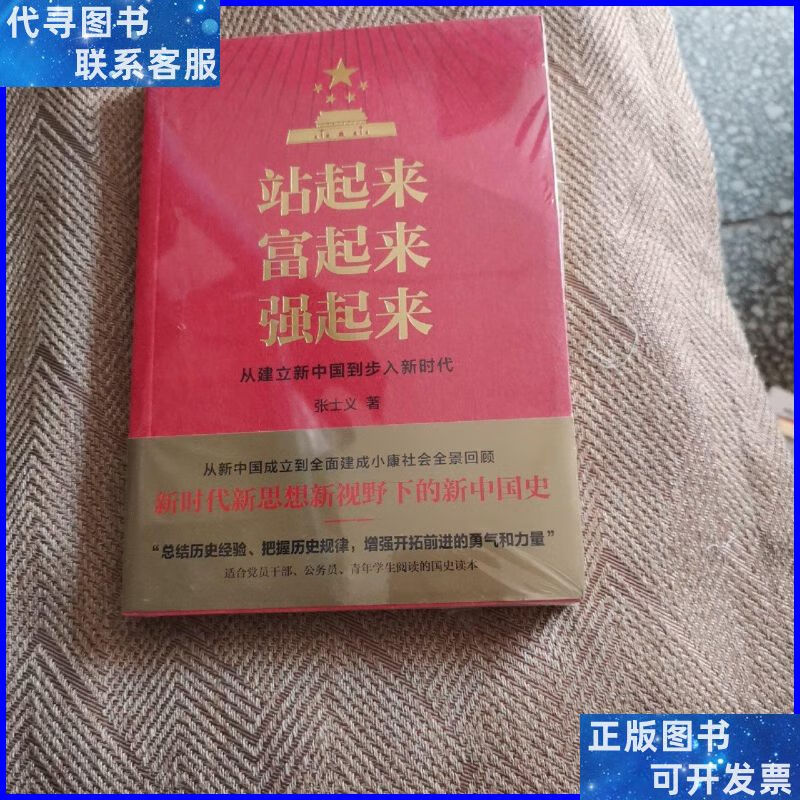 代寻图书
联系客服
站起来
富起来
强起来
从建立新中国到步入新时代
张士义 著
从新中国成立到全面建成小康社会全景回顾
新时代新思想新视野下的新中国史
“总结历史经验、把握历史规律，增强开拓前进的勇气和力量”
适合党员干部、公务员、青年学生阅读的国史读本
正版图书
可开发票